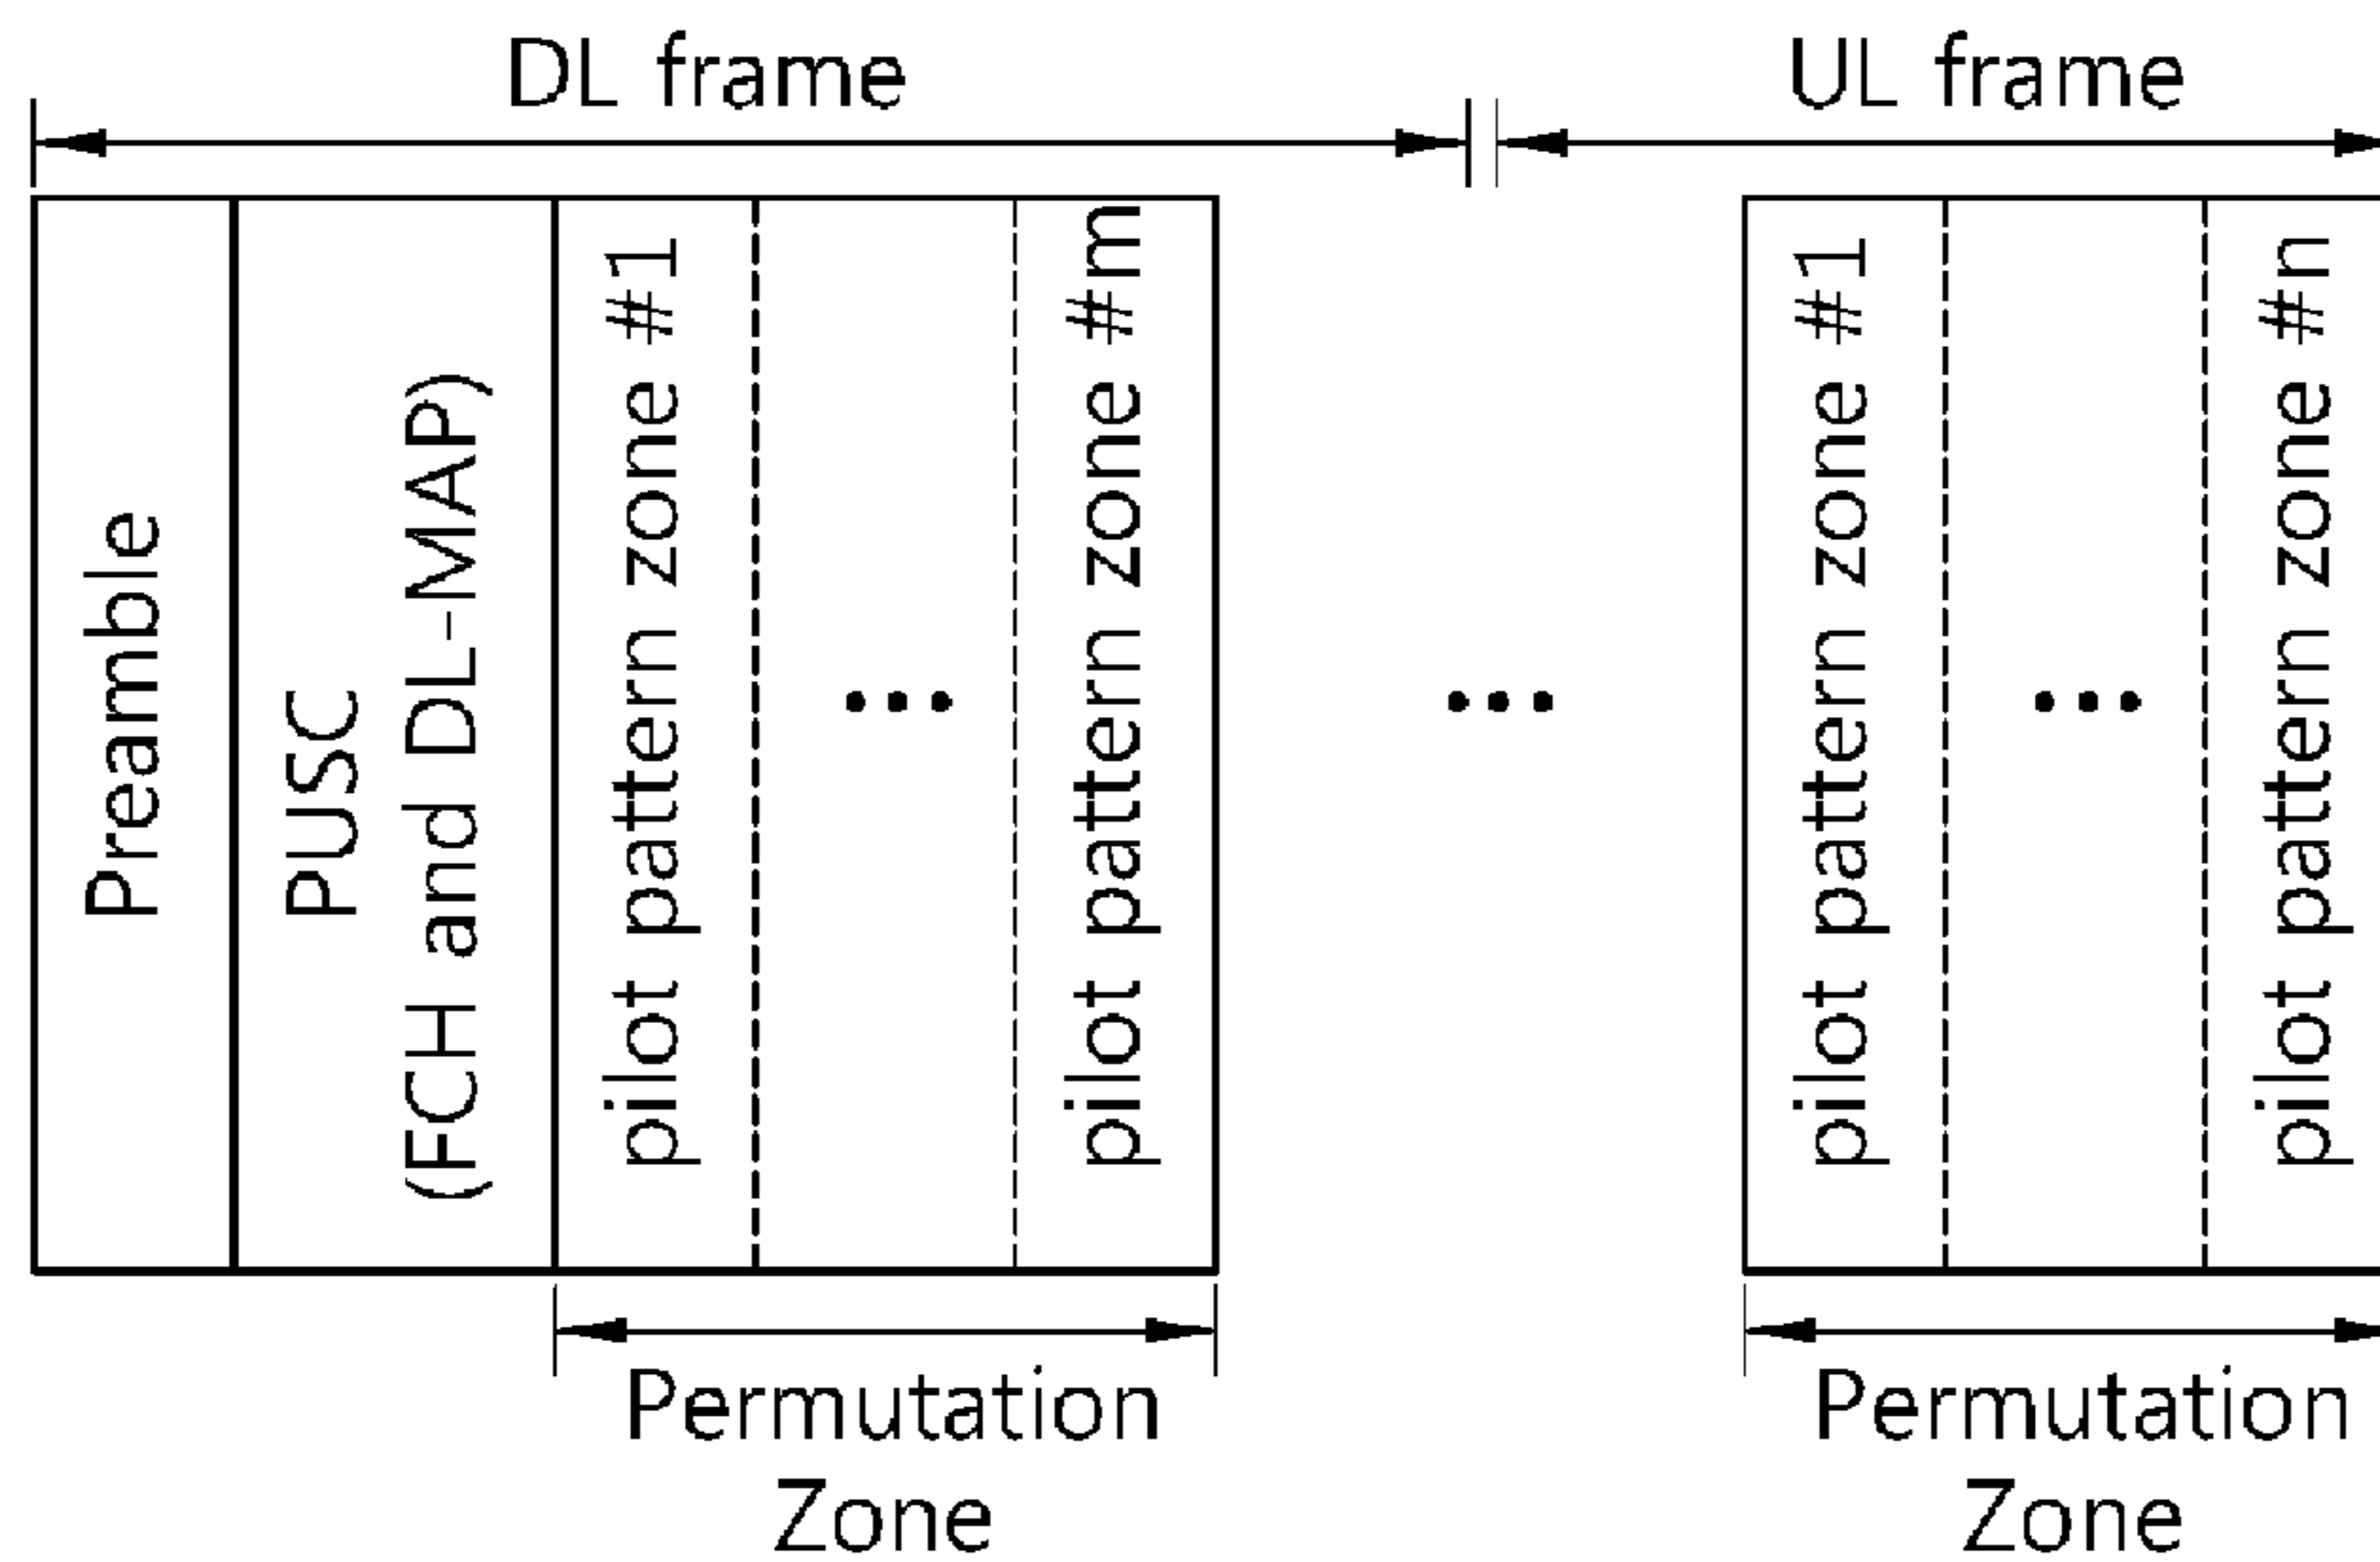 DL frame
UL frame
Preamble
PUSC
(FCH and DL-MAP)
pilot pattern zone #1
•••
pilot pattern zone #m
•••
pilot pattern zone #1
•••
pilot pattern zone #n
Permutation
Zone
Permutation
Zone